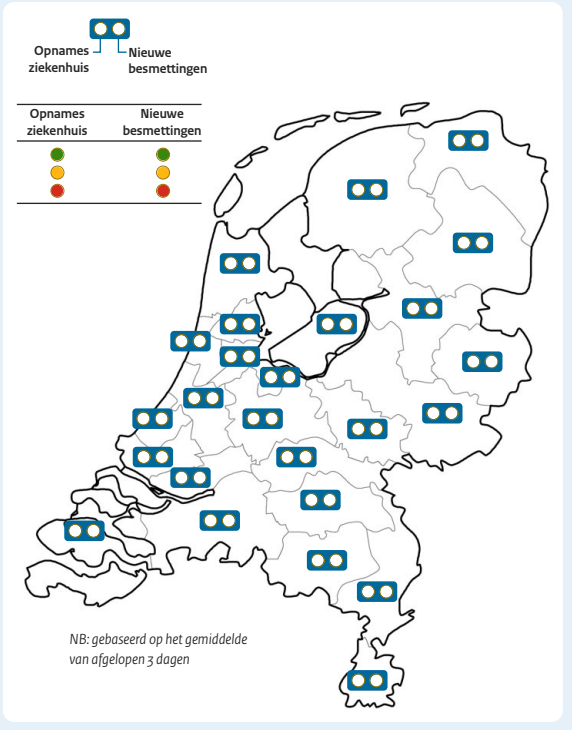 Opnames
ziekenhuis
Nieuwe
besmettingen
Opnames
ziekenhuis
Nieuwe
besmettingen
NB: gebaseerd op het gemiddelde
van afgelopen 3 dagen